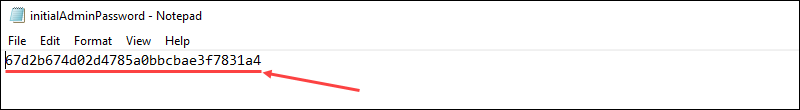 initialAdminPassword - Notepad
File Edit Format View Help
67d2b674d02d4785a0bbcbae3f7831a4